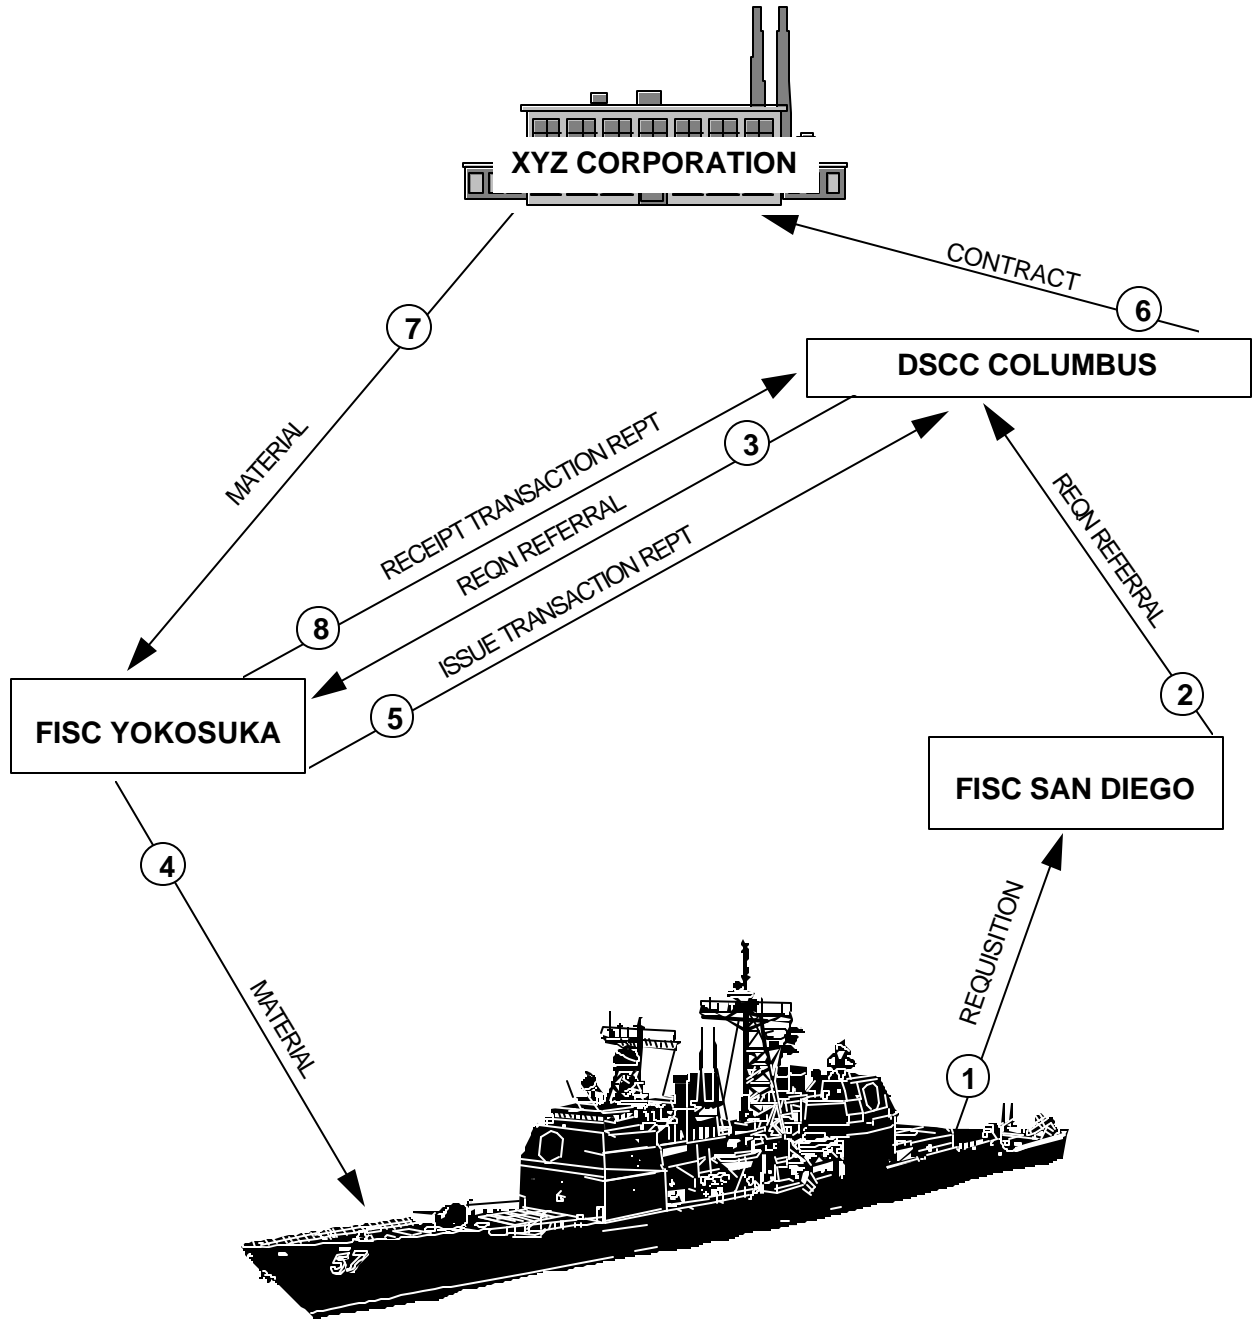 XYZ CORPORATION
CONTRACT
6
7
DSCC COLUMBUS
MATERIAL
RECEIPT TRANSACTION REPT
3
REQN REFERRAL
REQN REFERRAL
ISSUE TRANSACTION REPT
8
5
2
FISC YOKOSUKA
FISC SAN DIEGO
4
REQUISITION
MATERIAL
1
57